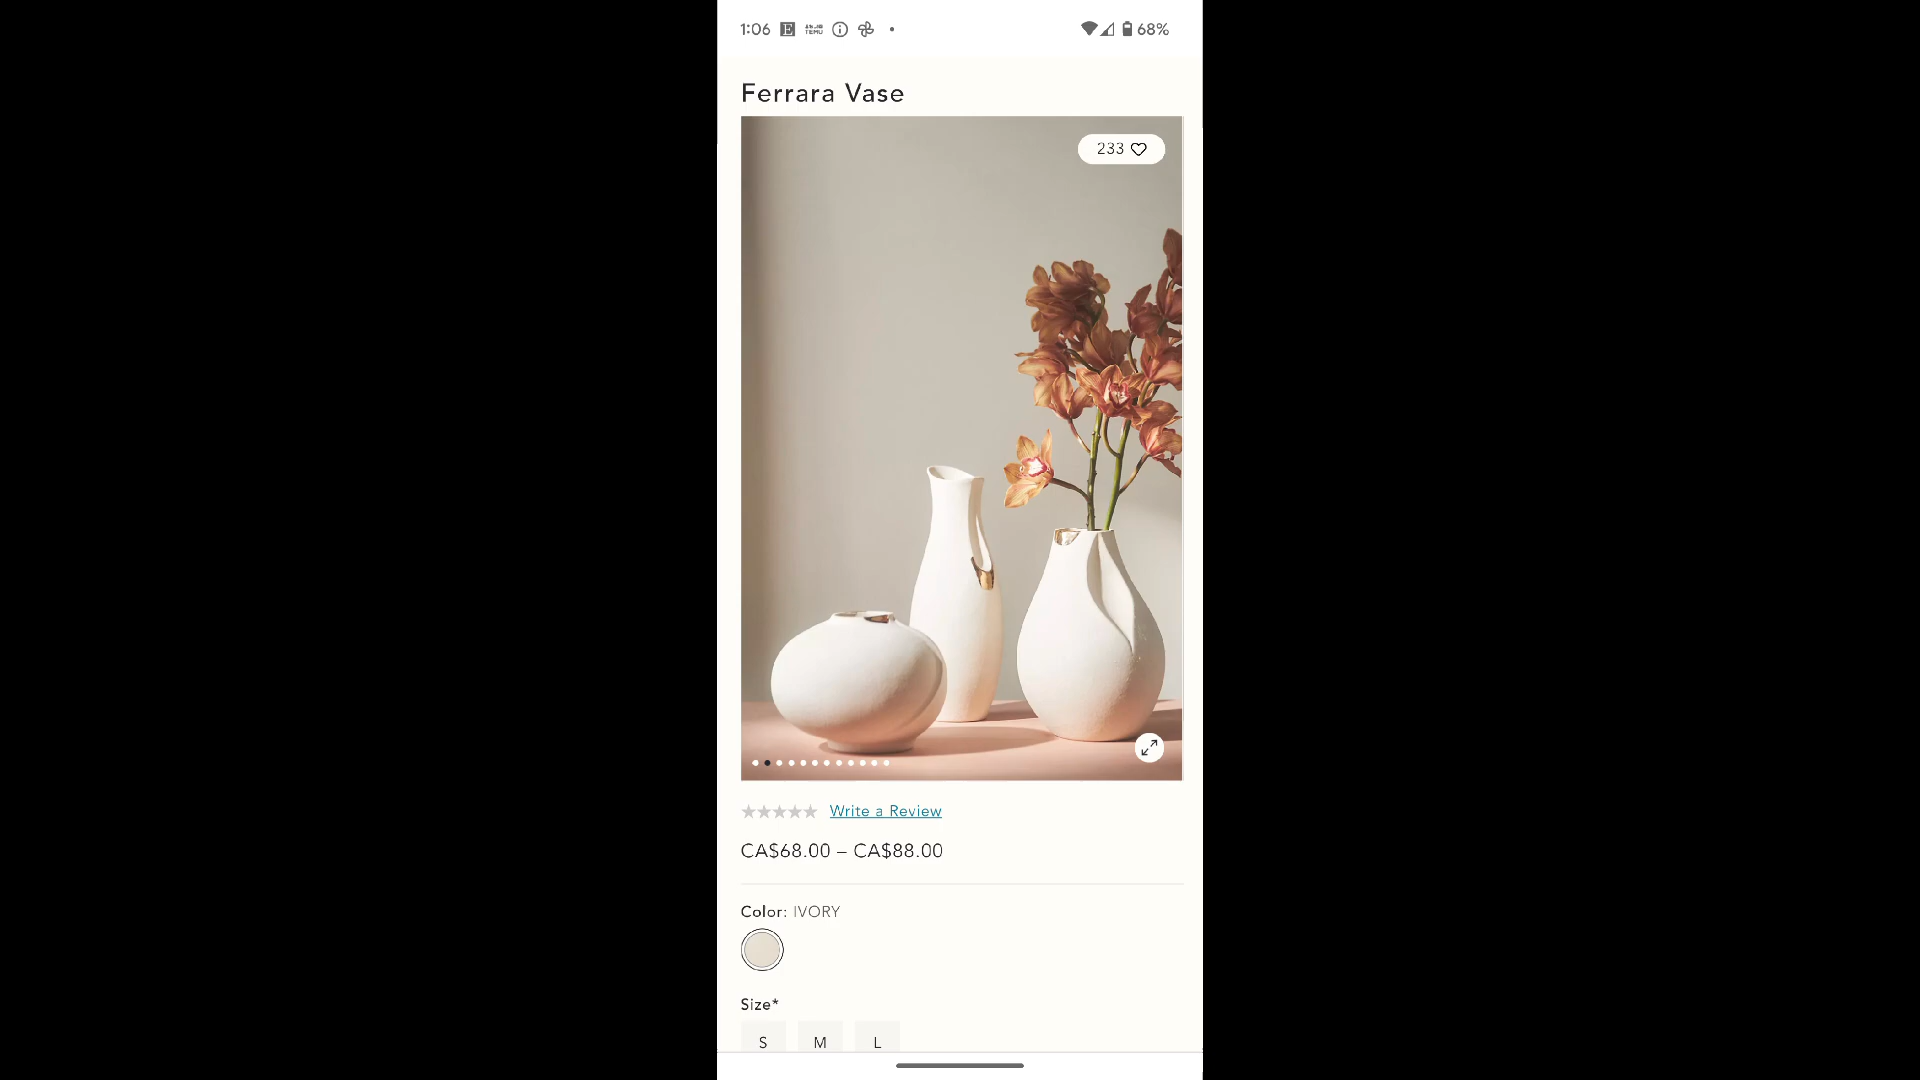 1:06 68%
Ferrara Vase
233
Write a Review
CA$68.00 – CA$88.00
Color: IVORY
Size*
S M L